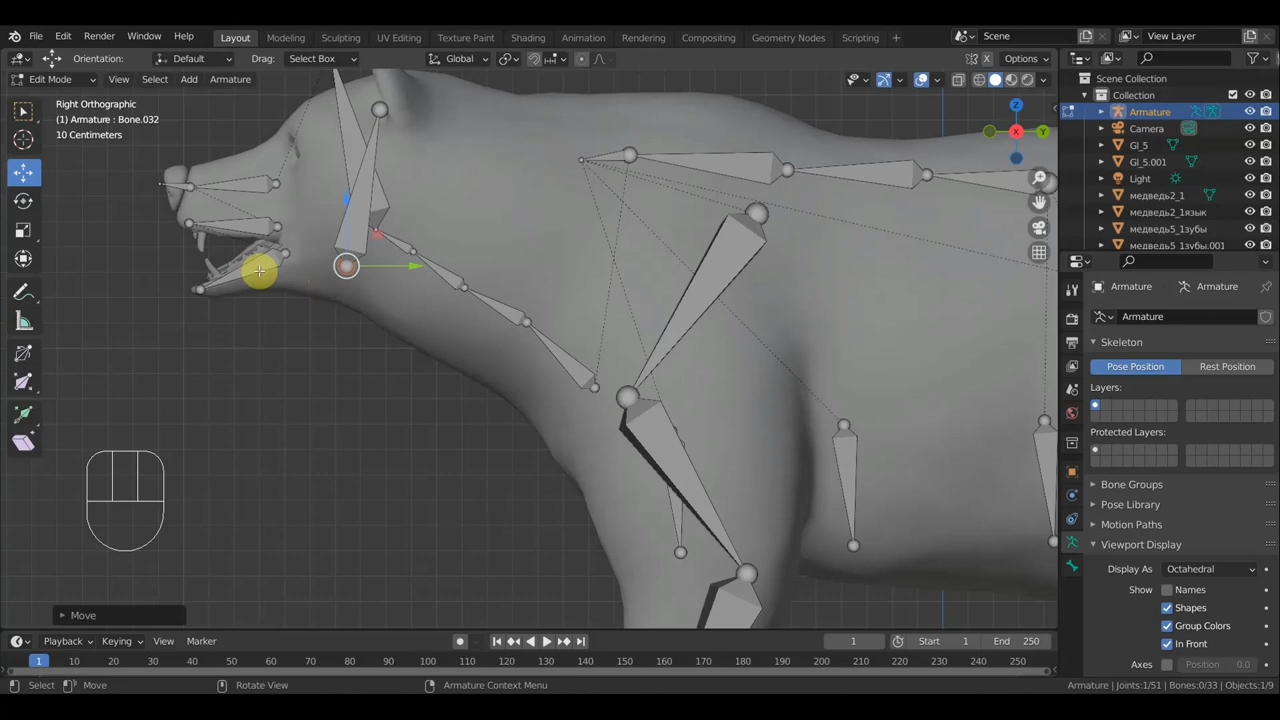 File Edit Render Window Help Layout Modeling Sculpting UV Editing Texture Paint Shading Animation Rendering Compositing Geometry Nodes Scripting + Scene View Layer
Orientation: Default Drag: Select Box Global X Options
Edit Mode View Select Add Armature
Right Orthographic
(1) Armature : Bone.032
10 Centimeters
Z
X
Y
Scene Collection
Collection
Armature
Camera
Gl_5
Gl_5.001
Light
медведь2_1
медведь2_1язык
медведь5_1зубы
медведь5_1зубы.001
Armature Armature
Armature
Skeleton
Pose Position Rest Position
Layers:
Protected Layers:
Bone Groups
Pose Library
Motion Paths
Viewport Display
Display As Octahedral
Show Names
Shapes
Group Colors
In Front
Axes Position 0.0
Move
Playback Keying View Marker 1 Start 1 End 250
1 10 20 30 40 50 60 70 80 90 100 110 120 130 140 150 160 170 180 190 200 210 220 230 240 250
Select Move Rotate View Armature Context Menu Armature | Joints:1/51 | Bones:0/33 | Objects:1/9